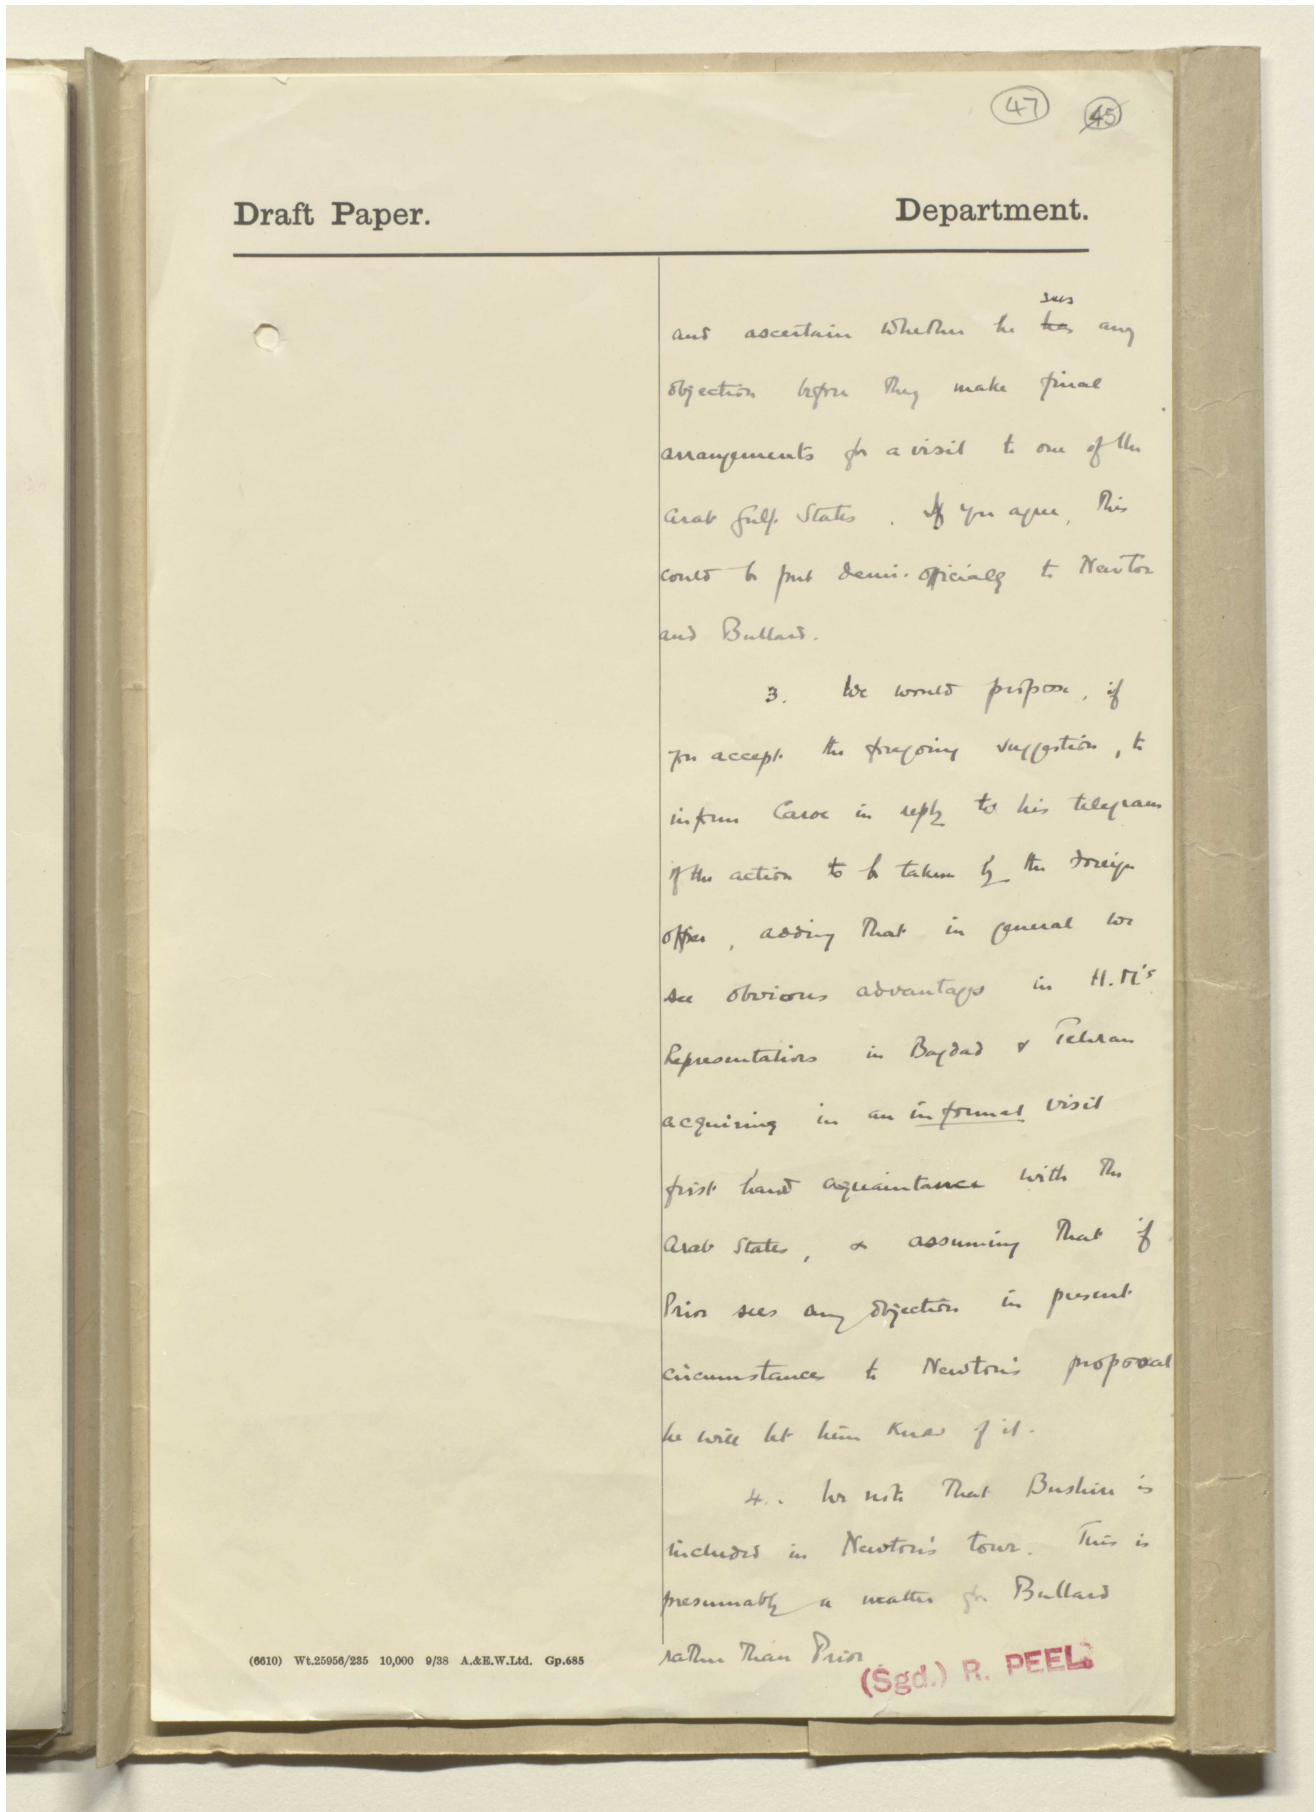 47 45
Draft Paper. Department.
sees
and ascertain whether he has any
objection before they make final
arrangements for a visit to one of the
Arab Gulf States. If you agree, this
could be put demi-officially to Newton
and Bullard.
3. We would propose, if
you accept the foregoing suggestion, to
inform Caroe in reply to his telegram
of the action to be taken by the Foreign
Office, adding that in general we
see obvious advantages in H.M's
Representatives in Bagdad & Tehran
acquiring in an informal visit
first hand acquaintance with the
Arab States, & assuming that if
Prior sees any objection in present
circumstances to Newton's proposal
he will let him know of it.
4. We note that Bushire is
included in Newton's tour. This is
presumably a matter for Bullard
rather than Prior
(Sgd.) R. PEEL.
(6610) Wt.25956/235 10,000 9/38 A.&E.W.Ltd. Gp.685